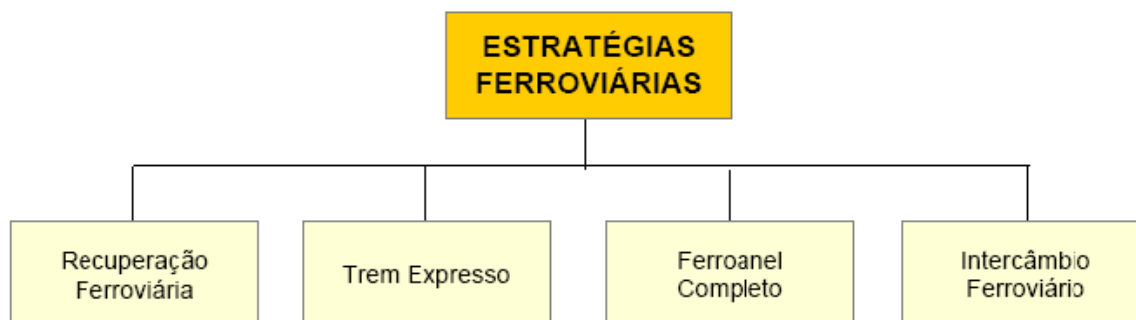 ESTRATÉGIAS
FERROVIÁRIAS
Recuperação
Ferroviária
Trem Expresso
Ferroanel
Completo
Intercâmbio
Ferroviário